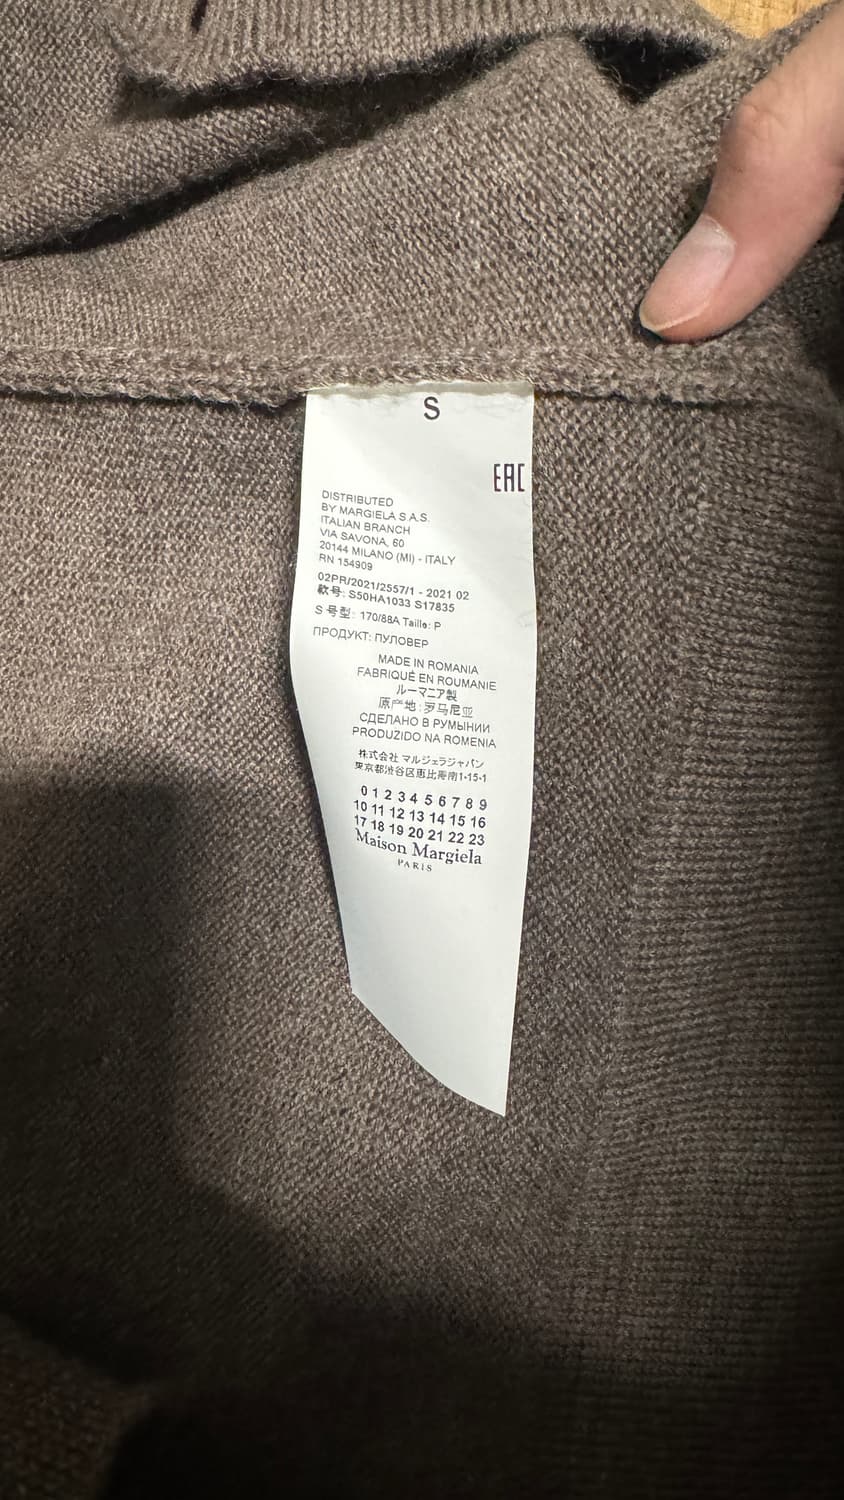 S
EAC
DISTRIBUTED
BY MARGIELA S.A.S.
ITALIAN BRANCH
VIA SAVONA, 60
20144 MILANO (MI) - ITALY
RN 154909
02PR/2021/2557/1 - 2021 02
款号: S50HA1033 S17835
S 号型: 170/88A Taille: P
ПРОДУКТ: ПУЛОВЕР
MADE IN ROMANIA
FABRIQUÉ EN ROUMANIE
ルーマニア製
原产地: 罗马尼亚
СДЕЛАНО В РУМЫНИИ
PRODUZIDO NA ROMENIA
株式会社 マルジェラジャパン
東京都渋谷区恵比寿南1-15-1
0 1 2 3 4 5 6 7 8 9
10 11 12 13 14 15 16
17 18 19 20 21 22 23
Maison Margiela
PARIS